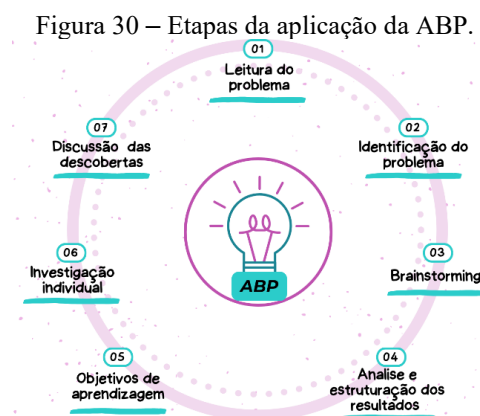 Figura 30 – Etapas da aplicação da ABP.
01
Leitura do
problema
02
Identificação do
problema
03
Brainstorming
04
Analise e
estruturação dos
resultados
05
Objetivos de
aprendizagem
06
Investigação
individual
07
Discussão das
descobertas
ABP